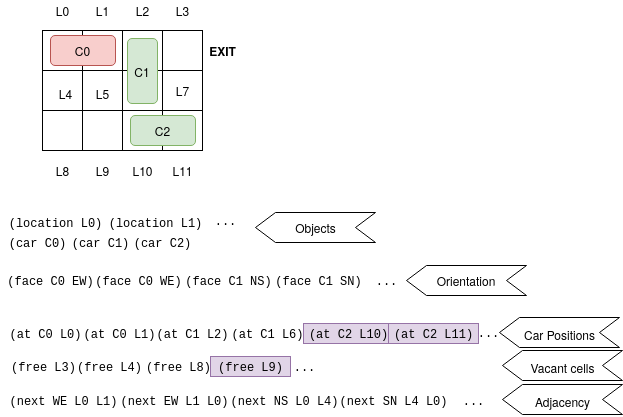 L0 L1 L2 L3
C0 EXIT
C1
L4 L5 L7
C2
L8 L9 L10 L11
(location L0) (location L1) ...
(car C0) (car C1) (car C2)
Objects
(face C0 EW)(face C0 WE)(face C1 NS)(face C1 SN) ... Orientation
(at C0 L0)(at C0 L1)(at C1 L2)(at C1 L6)(at C2 L10)(at C2 L11)... Car Positions
(free L3)(free L4)(free L8)(free L9)... Vacant cells
(next WE L0 L1)(next EW L1 L0)(next NS L0 L4)(next SN L4 L0) ... Adjacency